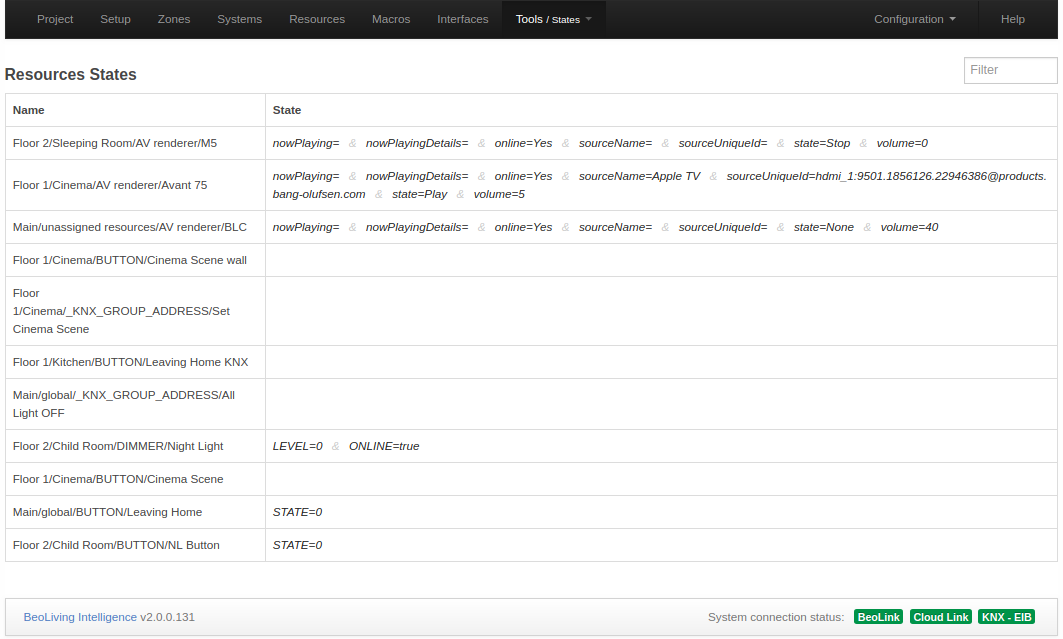 Project Setup Zones Systems Resources Macros Interfaces Tools / States Configuration Help
Resources States
Filter
Name State
Floor 2/Sleeping Room/AV renderer/M5 nowPlaying= & nowPlayingDetails= & online=Yes & sourceName= & sourceUniqueId= & state=Stop & volume=0
Floor 1/Cinema/AV renderer/Avant 75 nowPlaying= & nowPlayingDetails= & online=Yes & sourceName=Apple TV & sourceUniqueId=hdmi_1:9501.1856126.22946386@products.
bang-olufsen.com & state=Play & volume=5
Main/unassigned resources/AV renderer/BLC nowPlaying= & nowPlayingDetails= & online=Yes & sourceName= & sourceUniqueId= & state=None & volume=40
Floor 1/Cinema/BUTTON/Cinema Scene wall
Floor
1/Cinema/_KNX_GROUP_ADDRESS/Set
Cinema Scene
Floor 1/Kitchen/BUTTON/Leaving Home KNX
Main/global/_KNX_GROUP_ADDRESS/All
Light OFF
Floor 2/Child Room/DIMMER/Night Light LEVEL=0 & ONLINE=true
Floor 1/Cinema/BUTTON/Cinema Scene
Main/global/BUTTON/Leaving Home STATE=0
Floor 2/Child Room/BUTTON/NL Button STATE=0
BeoLiving Intelligence v2.0.0.131 System connection status: BeoLink Cloud Link KNX - EIB